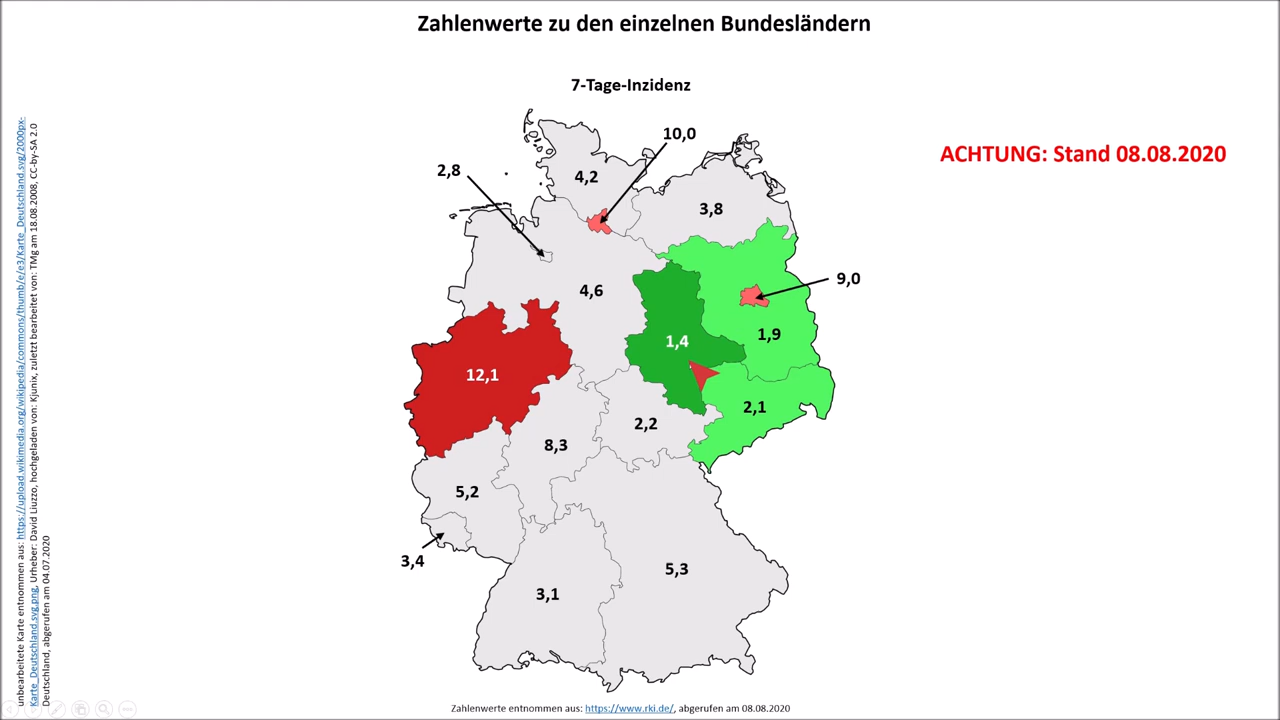 Zahlenwerte zu den einzelnen Bundesländern
7-Tage-Inzidenz
ACHTUNG: Stand 08.08.2020
10,0
2,8
4,2
3,8
9,0
4,6
1,9
1,4
12,1
2,1
2,2
8,3
5,2
3,4
5,3
3,1
unbearbeitete Karte entnommen aus: https://upload.wikimedia.org/wikipedia/commons/thumb/e/e3/Karte_Deutschland.svg/2000px-
Karte_Deutschland.svg.png, Urheber: David Liuzzo, hochgeladen von: Kjunix, zuletzt bearbeitet von: TMg am 18.08.2008, CC-by-SA 2.0
Deutschland, abgerufen am 04.07.2020
Zahlenwerte entnommen aus: https://www.rki.de/, abgerufen am 08.08.2020